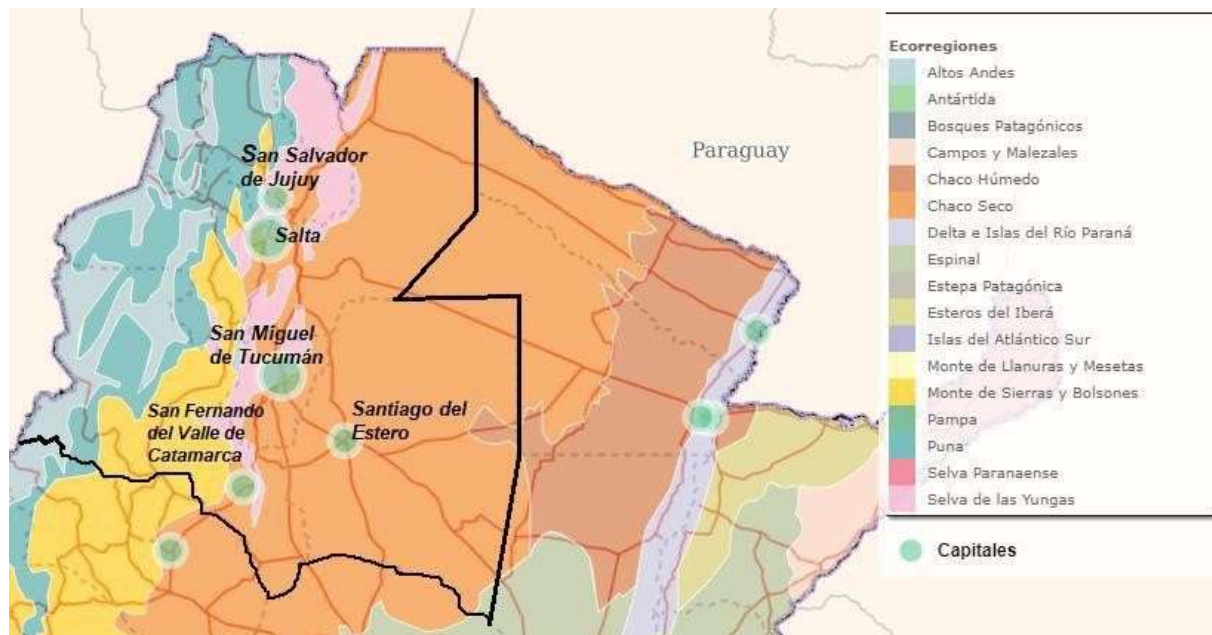 San Salvador
de Jujuy
Salta
San Miguel
de Tucumán
San Fernando
del Valle de
Catamarca
Santiago del
Estero
Paraguay
Ecorregiones
Altos Andes
Antártida
Bosques Patagónicos
Campos y Malezales
Chaco Húmedo
Chaco Seco
Delta e Islas del Río Paraná
Espinal
Estepa Patagónica
Esteros del Iberá
Islas del Atlántico Sur
Monte de Llanuras y Mesetas
Monte de Sierras y Bolsones
Pampa
Puna
Selva Paranaense
Selva de las Yungas
Capitales